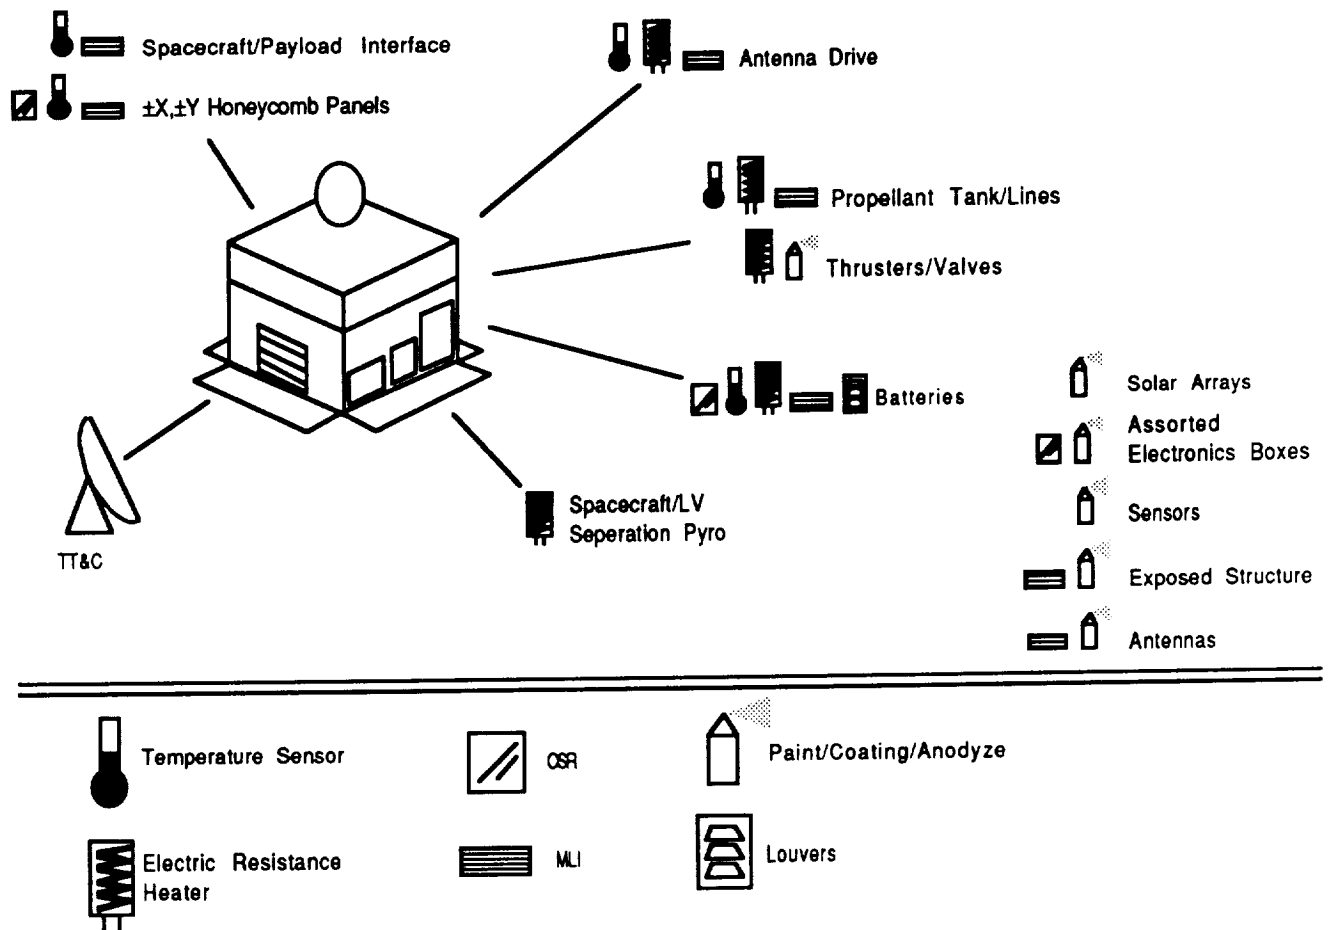 Spacecraft/Payload Interface
±X,±Y Honeycomb Panels
Antenna Drive
Propellant Tank/Lines
Thrusters/Valves
Batteries
Spacecraft/LV
Seperation Pyro
TT&C
Solar Arrays
Assorted
Electronics Boxes
Sensors
Exposed Structure
Antennas
Temperature Sensor
OSR
Paint/Coating/Anodyze
Electric Resistance
Heater
MLI
Louvers